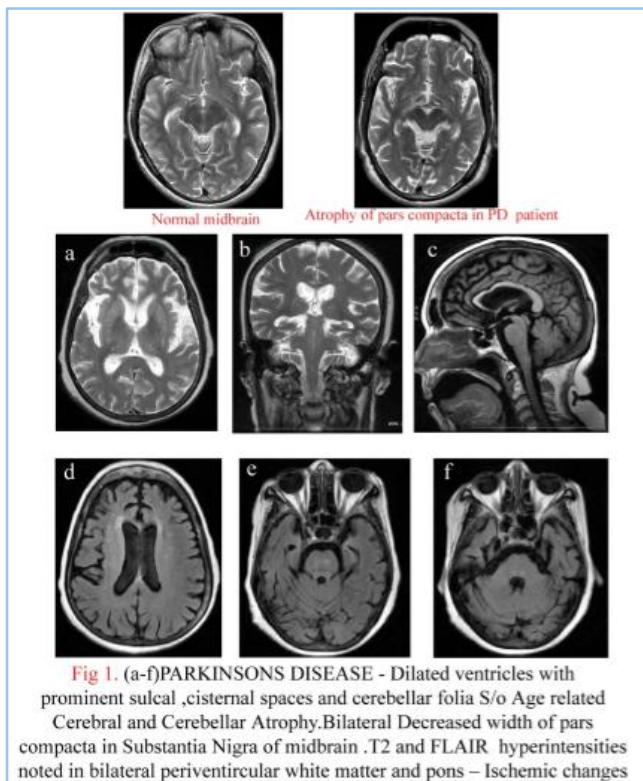 Normal midbrain
Atrophy of pars compacta in PD patient
a
b
c
d
e
f
Fig 1. (a-f)PARKINSONS DISEASE - Dilated ventricles with
prominent sulcal ,cisternal spaces and cerebellar folia S/o Age related
Cerebral and Cerebellar Atrophy.Bilateral Decreased width of pars
compacta in Substantia Nigra of midbrain .T2 and FLAIR hyperintensities
noted in bilateral periventircular white matter and pons – Ischemic changes